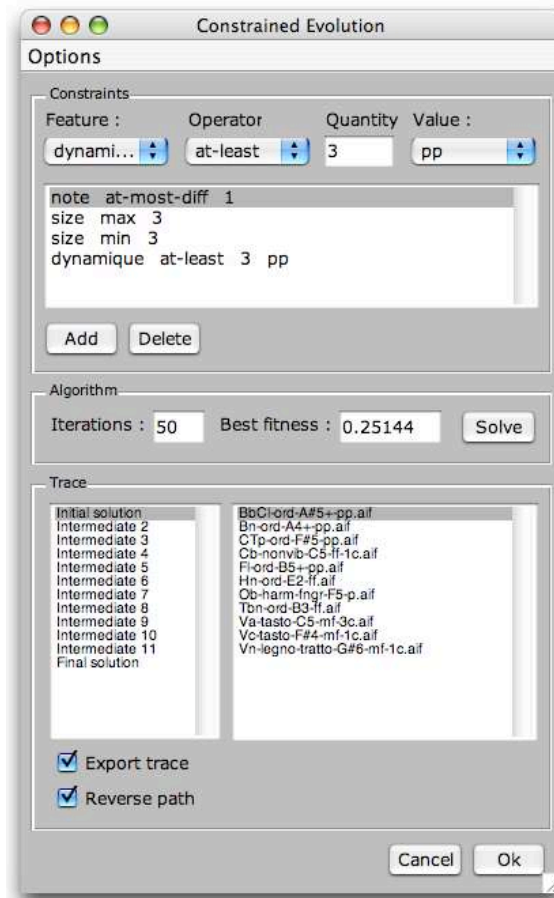 Constrained Evolution
Options
Constraints
Feature : Operator Quantity Value :
dynami... at-least 3 pp
note at-most-diff 1
size max 3
size min 3
dynamique at-least 3 pp
Add Delete
Algorithm
Iterations : 50 Best fitness : 0.25144 Solve
Trace
Initial solution
Intermediate 2
Intermediate 3
Intermediate 4
Intermediate 5
Intermediate 6
Intermediate 7
Intermediate 8
Intermediate 9
Intermediate 10
Intermediate 11
Final solution
BbCl-ord-A#5+-pp.aif
Bn-ord-A4+-pp.aif
CTp-ord-F#5-pp.aif
Cb-nonvib-C5-ff-1c.aif
Fl-ord-B5+-pp.aif
Hn-ord-E2-ff.aif
Ob-harm-fngr-F5-p.aif
Tbn-ord-B3-ff.aif
Va-tasto-C5-mf-3c.aif
Vc-tasto-F#4-mf-1c.aif
Vn-legno-tratto-G#6-mf-1c.aif
Export trace
Reverse path
Cancel Ok